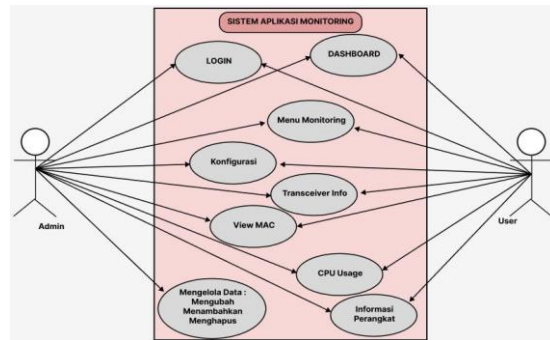 SISTEM APLIKASI MONITORING
LOGIN
DASHBOARD
Menu Monitoring
Konfigurasi
Transceiver Info
View MAC
Admin
User
CPU Usage
Mengelola Data :
Mengubah
Menambahkan
Menghapus
Informasi
Perangkat